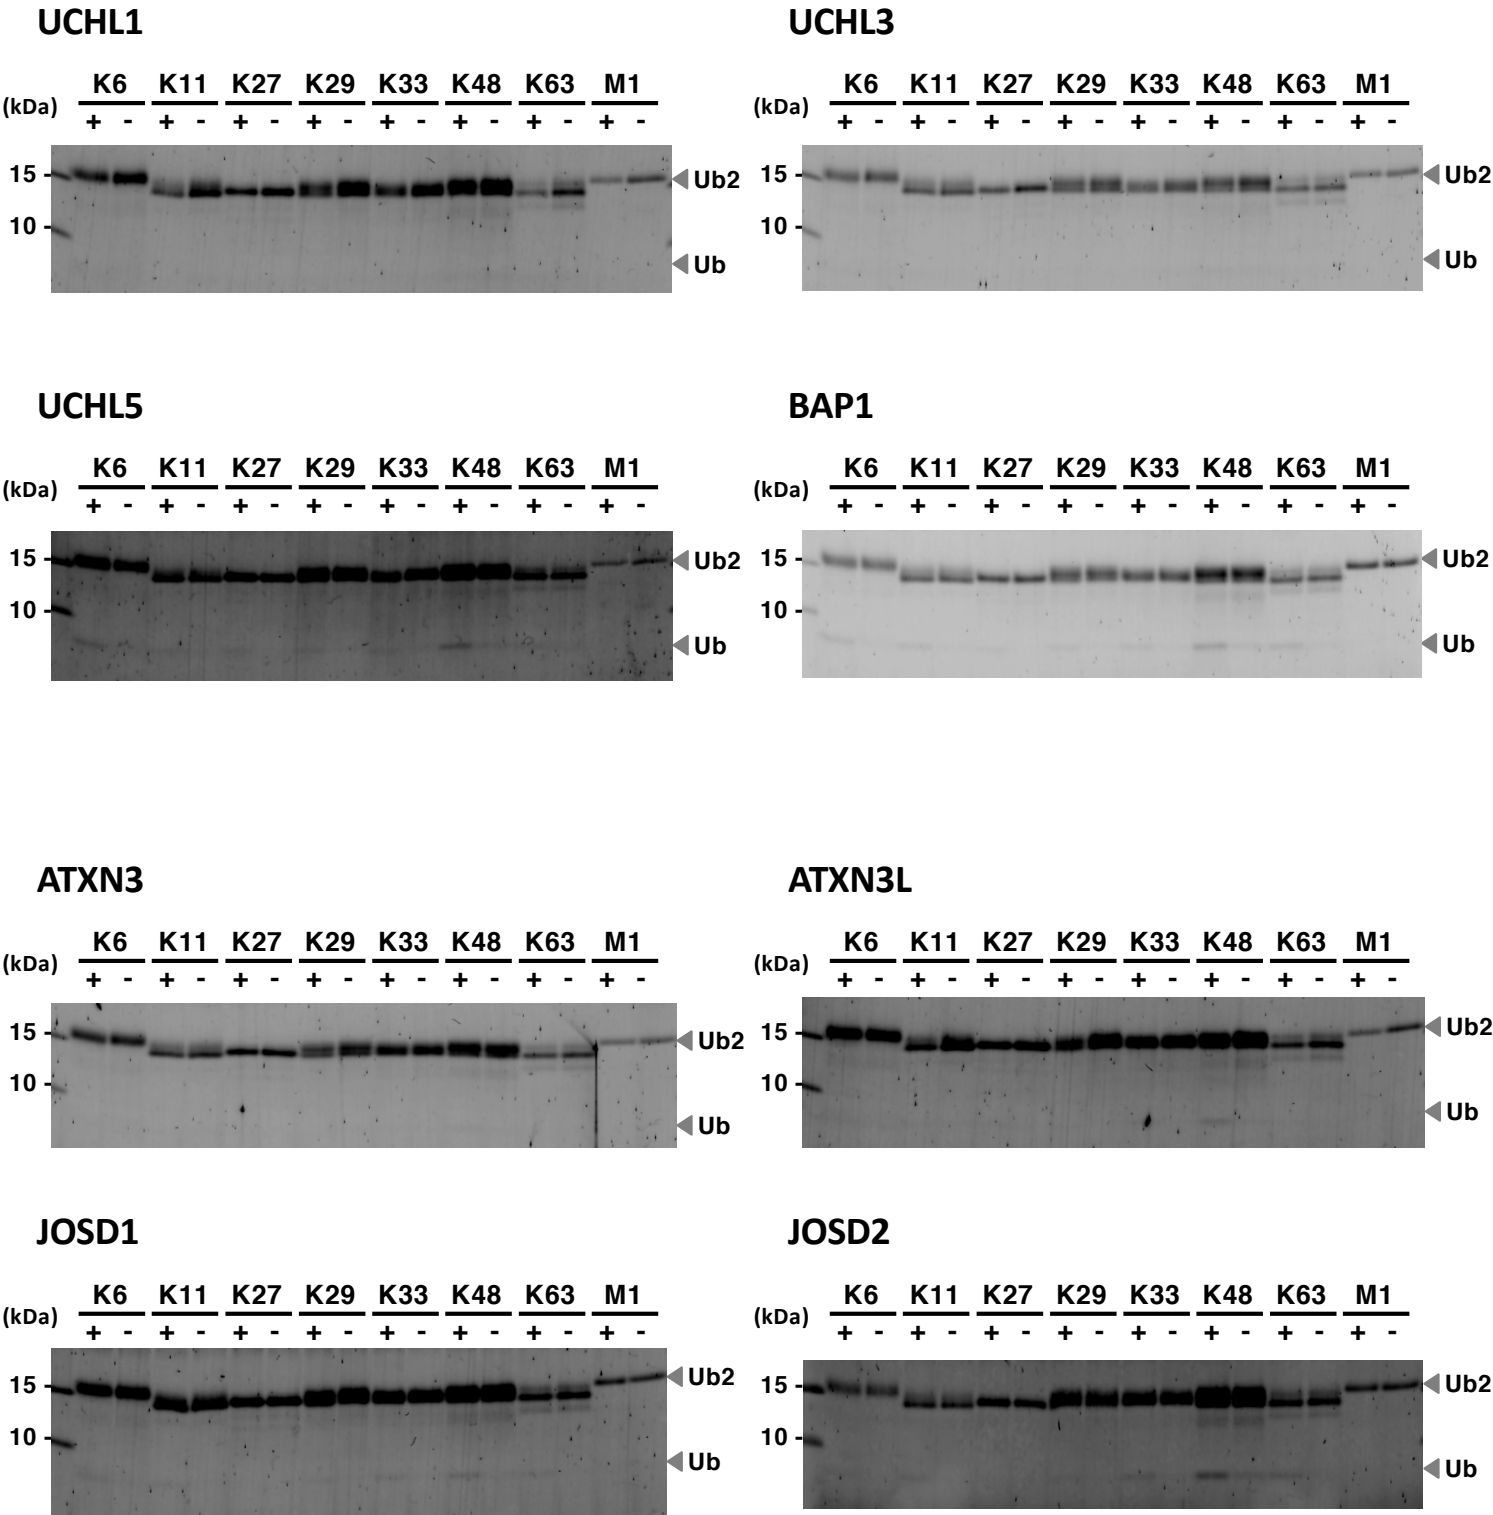 UCHL1
K6 K11 K27 K29 K33 K48 K63 M1
(kDa)
+ - + - + - + - + - + - + - + -
15
Ub2
10
Ub
UCHL3
K6 K11 K27 K29 K33 K48 K63 M1
(kDa)
+ - + - + - + - + - + - + - + -
15
Ub2
10
Ub
UCHL5
K6 K11 K27 K29 K33 K48 K63 M1
(kDa)
+ - + - + - + - + - + - + - + -
15
Ub2
10
Ub
BAP1
K6 K11 K27 K29 K33 K48 K63 M1
(kDa)
+ - + - + - + - + - + - + - + -
15
Ub2
10
Ub
ATXN3
K6 K11 K27 K29 K33 K48 K63 M1
(kDa)
+ - + - + - + - + - + - + - + -
15
Ub2
10
Ub
ATXN3L
K6 K11 K27 K29 K33 K48 K63 M1
(kDa)
+ - + - + - + - + - + - + - + -
15
Ub2
10
Ub
JOSD1
K6 K11 K27 K29 K33 K48 K63 M1
(kDa)
+ - + - + - + - + - + - + - + -
15
Ub2
10
Ub
JOSD2
K6 K11 K27 K29 K33 K48 K63 M1
(kDa)
+ - + - + - + - + - + - + - + -
15
Ub2
10
Ub